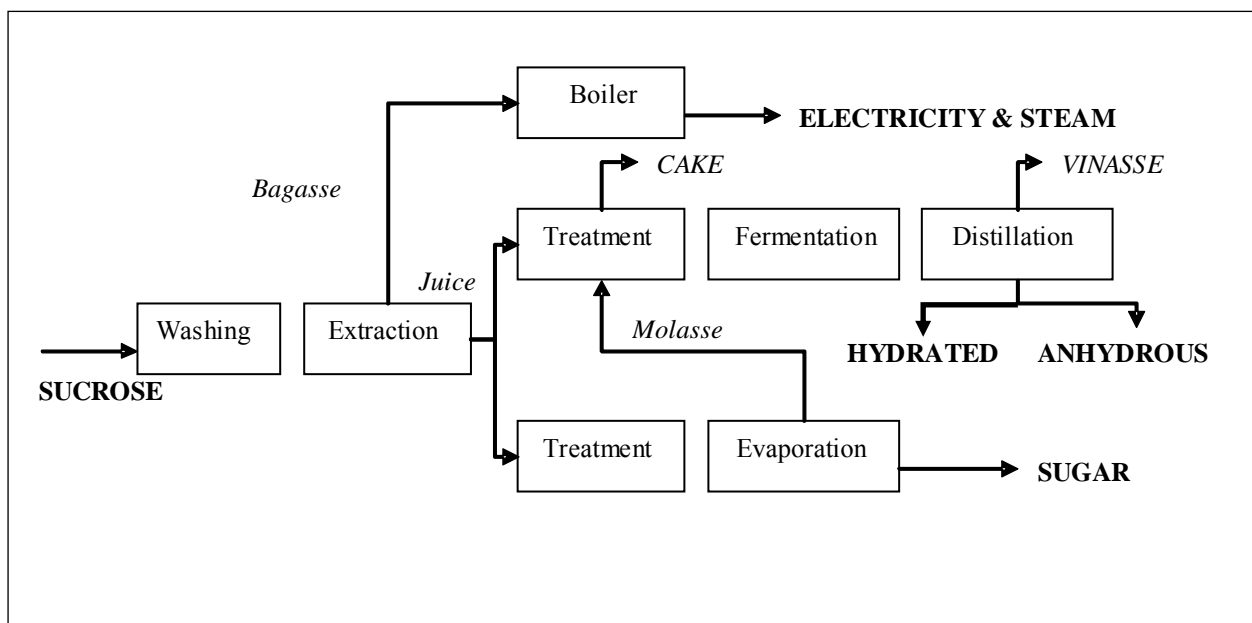 Boiler
ELECTRICITY & STEAM
CAKE
VINASSE
Bagasse
Treatment
Fermentation
Distillation
Juice
Washing
Extraction
Molasse
HYDRATED
ANHYDROUS
SUCROSE
Treatment
Evaporation
SUGAR